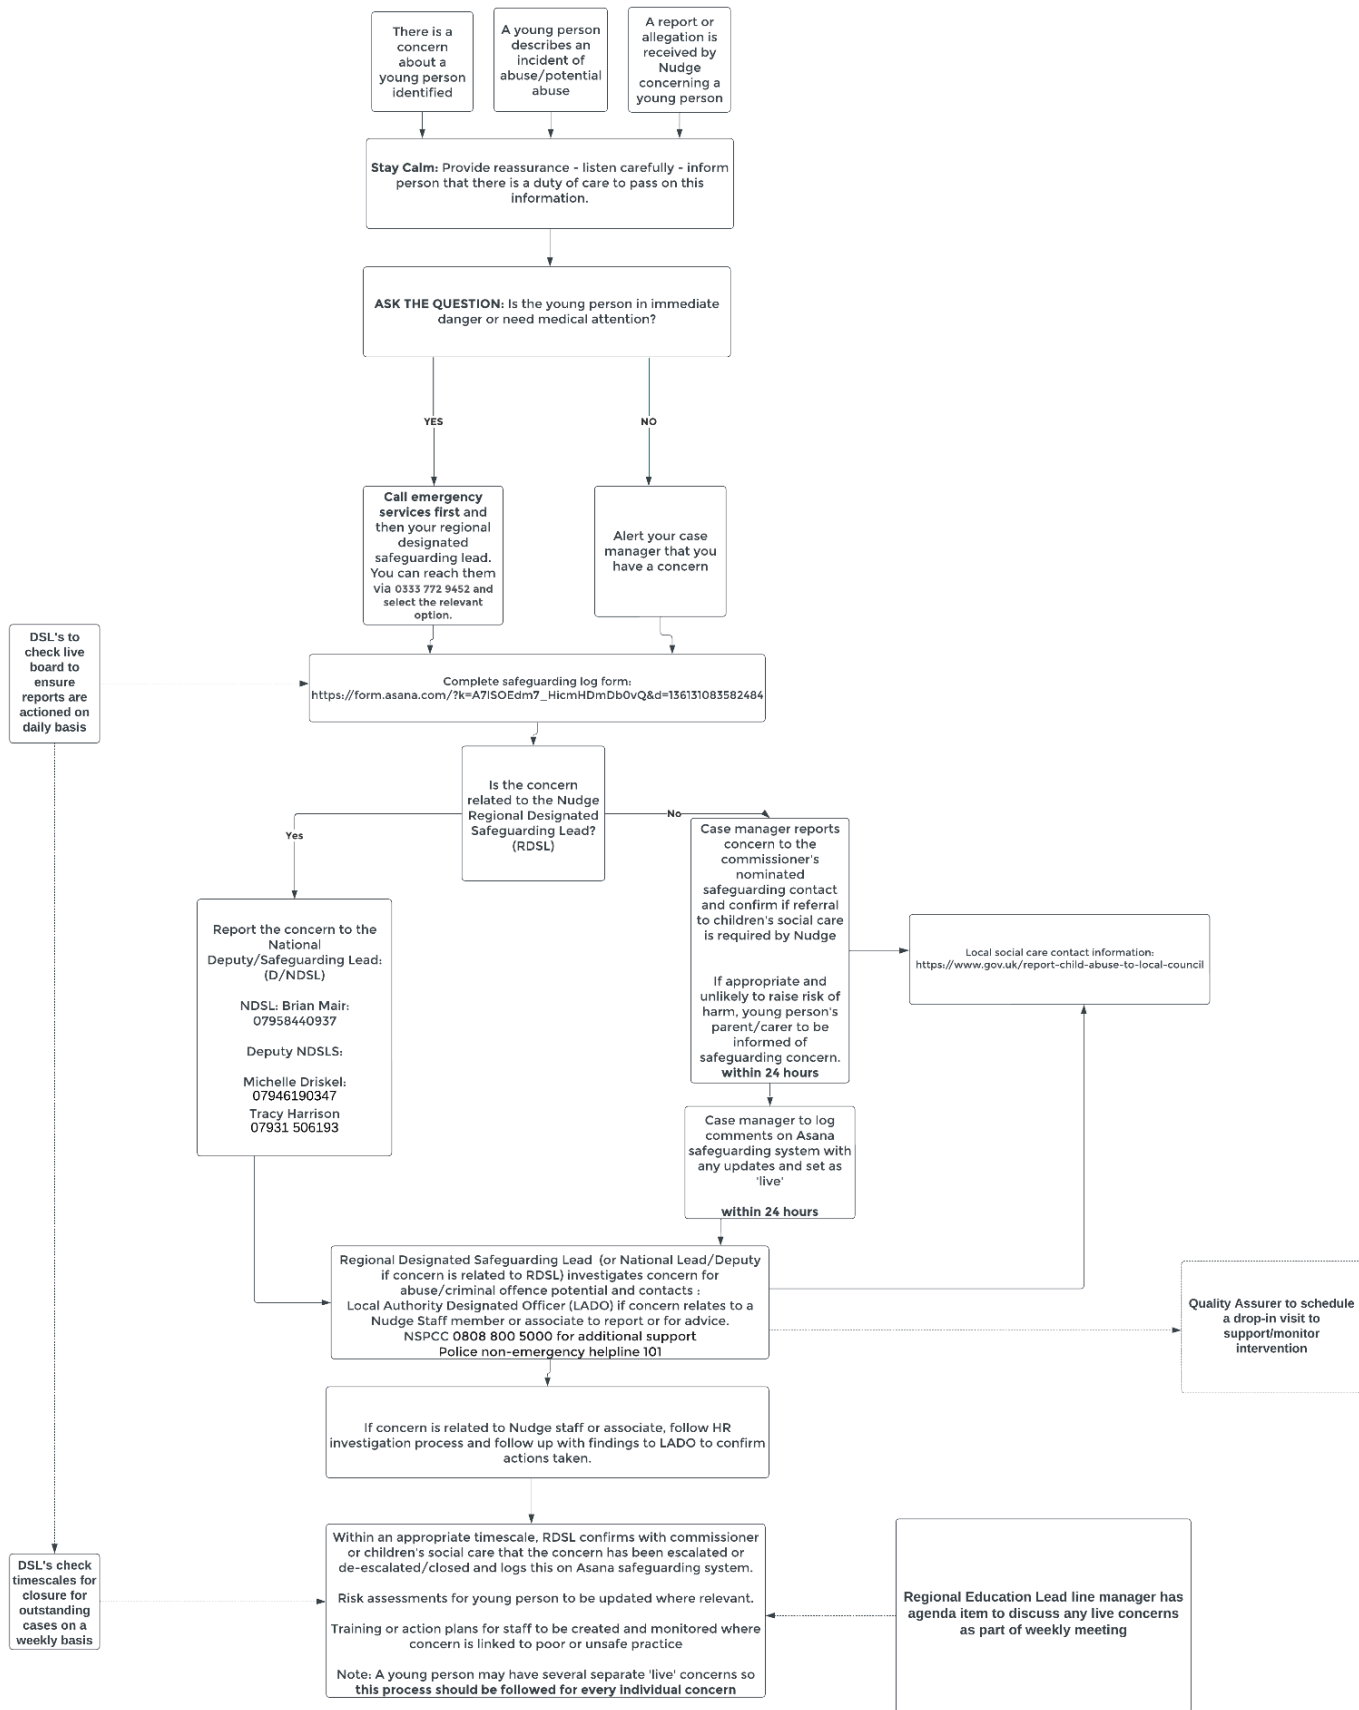 There is a
concern
about a
young person
identified
A young person
describes an
incident of
abuse/potential
abuse
A report or
allegation is
received by
Nudge
concerning a
young person
Stay Calm: Provide reassurance - listen carefully - inform
person that there is a duty of care to pass on this
information.
ASK THE QUESTION: Is the young person in immediate
danger or need medical attention?
YES
NO
Call emergency
services first and
then your regional
designated
safeguarding lead.
You can reach them
via 0333 772 9452 and
select the relevant
option.
Alert your case
manager that you
have a concern
DSL's to
check live
board to
ensure
reports are
actioned on
daily basis
Complete safeguarding log form:
https://form.asana.com/?k=A7ISOEdm7_HicmHDmDb0vQ&d=136131083582484
Is the concern
related to the Nudge
Regional Designated
Safeguarding Lead?
(RDSL)
Yes
No
Report the concern to the
National
Deputy/Safeguarding Lead:
(D/NDSL)
NDSL: Brian Mair:
07958440937
Deputy NDSLS:
Michelle Driskel:
07946190347
Tracy Harrison
07931 506193
Case manager reports
concern to the
commissioner's
nominated
safeguarding contact
and confirm if referral
to children's social care
is required by Nudge
If appropriate and
unlikely to raise risk of
harm, young person's
parent/carer to be
informed of
safeguarding concern.
within 24 hours
Local social care contact information:
https://www.gov.uk/report-child-abuse-to-local-council
Case manager to log
comments on Asana
safeguarding system with
any updates and set as
'live'
within 24 hours
Regional Designated Safeguarding Lead (or National Lead/Deputy
if concern is related to RDSL) investigates concern for
abuse/criminal offence potential and contacts :
Local Authority Designated Officer (LADO) if concern relates to a
Nudge Staff member or associate to report or for advice.
NSPCC 0808 800 5000 for additional support
Police non-emergency helpline 101
Quality Assurer to schedule
a drop-in visit to
support/monitor
intervention
If concern is related to Nudge staff or associate, follow HR
investigation process and follow up with findings to LADO to confirm
actions taken.
DSL's check
timescales for
closure for
outstanding
cases on a
weekly basis
Within an appropriate timescale, RDSL confirms with commissioner
or children's social care that the concern has been escalated or
de-escalated/closed and logs this on Asana safeguarding system.
Risk assessments for young person to be updated where relevant.
Training or action plans for staff to be created and monitored where
concern is linked to poor or unsafe practice
Note: A young person may have several separate 'live' concerns so
this process should be followed for every individual concern
Regional Education Lead line manager has
agenda item to discuss any live concerns
as part of weekly meeting